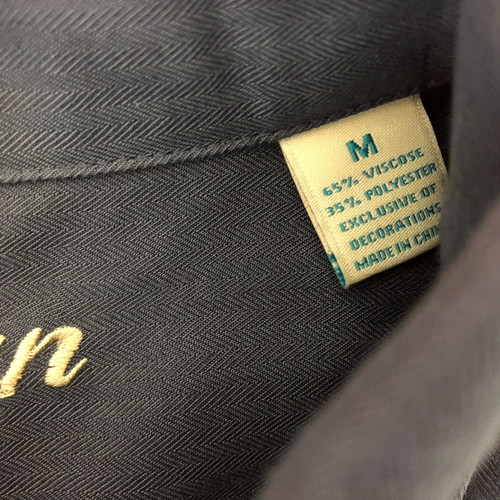 M
65% VISCOSE
35% POLYESTER
EXCLUSIVE OF
DECORATIONS
MADE IN CHIN